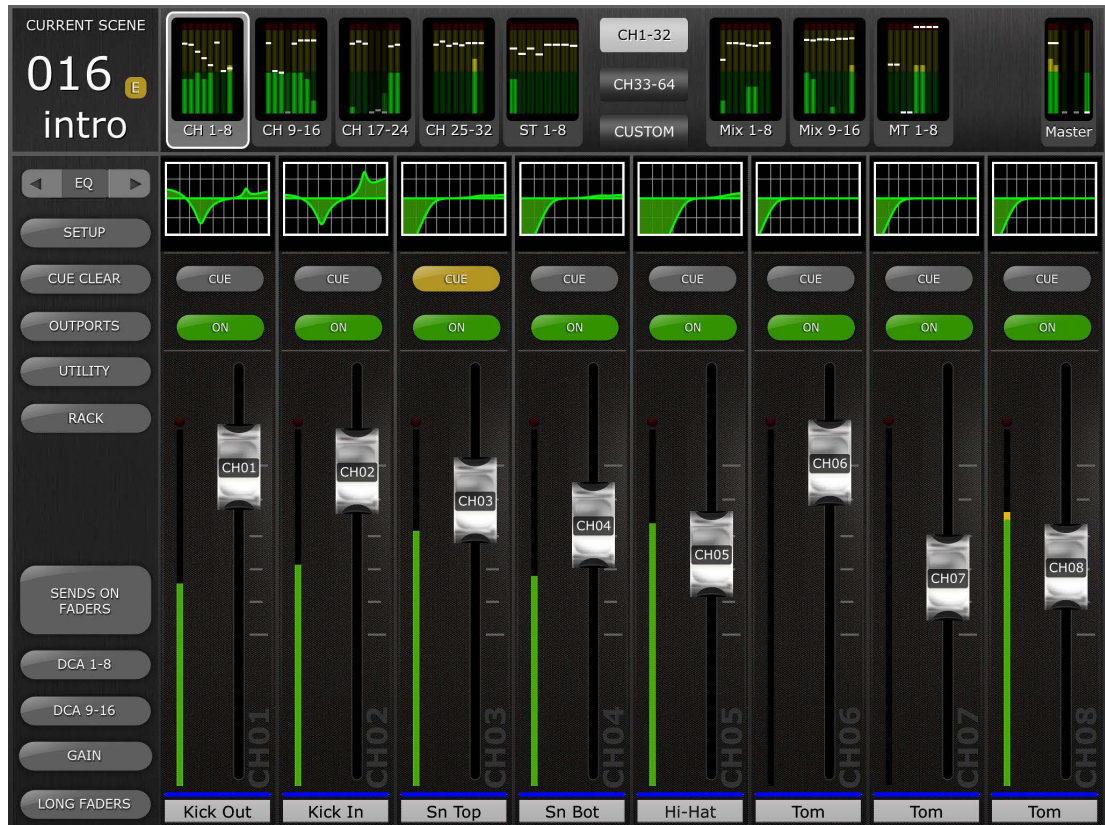 CURRENT SCENE
016 E
intro
CH 1-8
CH 9-16
CH 17-24
CH 25-32
ST 1-8
CH1-32
CH33-64
CUSTOM
Mix 1-8
Mix 9-16
MT 1-8
Master
EQ
SETUP
CUE CLEAR
OUTPORTS
UTILITY
RACK
SENDS ON
FADERS
DCA 1-8
DCA 9-16
GAIN
LONG FADERS
CUE
ON
CH01
CH01
Kick Out
CUE
ON
CH02
CH02
Kick In
CUE
ON
CH03
CH03
Sn Top
CUE
ON
CH04
CH04
Sn Bot
CUE
ON
CH05
CH05
Hi-Hat
CUE
ON
CH06
CH06
Tom
CUE
ON
CH07
CH07
Tom
CUE
ON
CH08
CH08
Tom